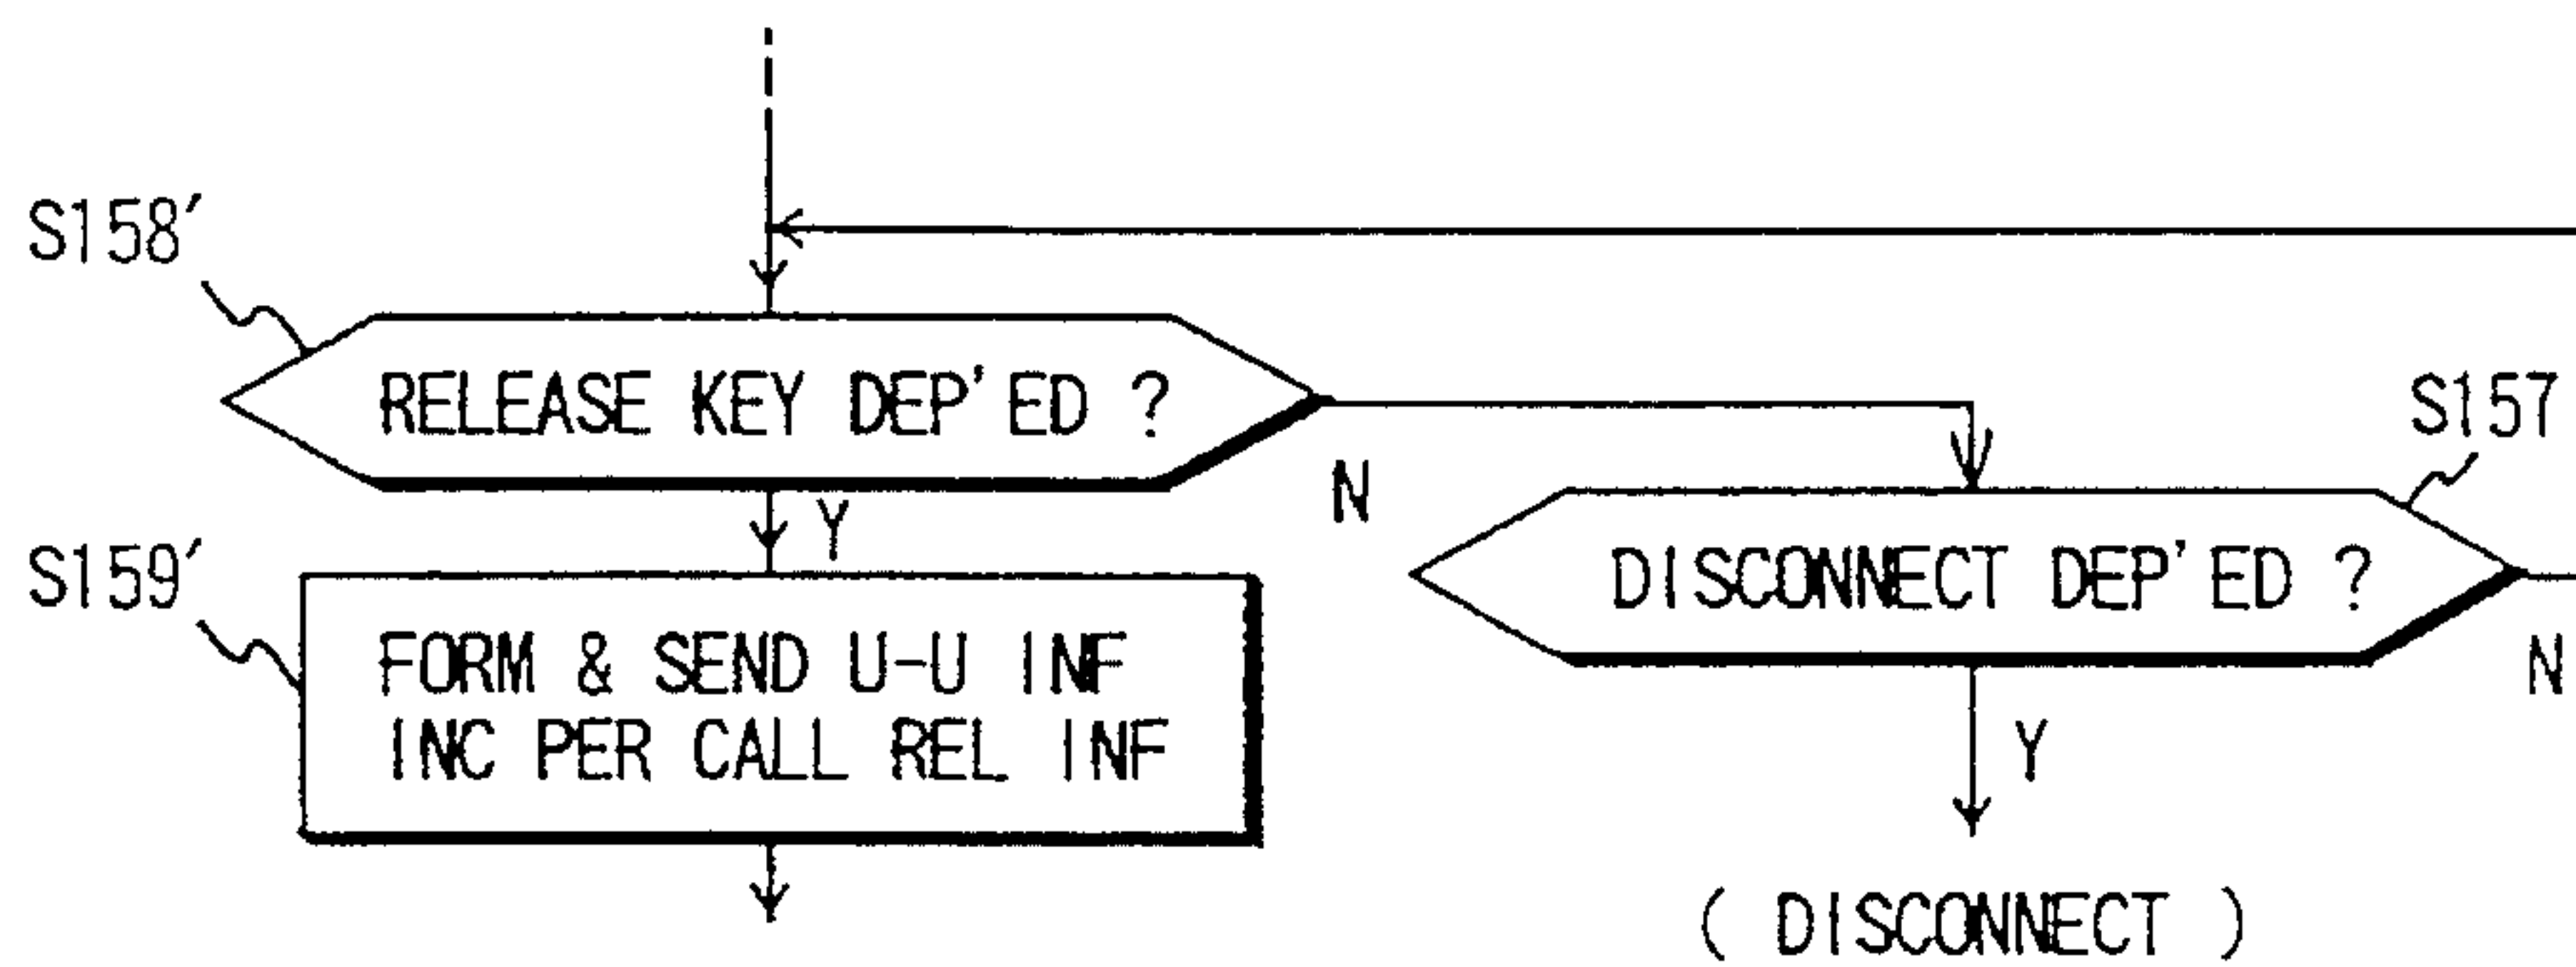 S158′
RELEASE KEY DEP'ED ?
N
S157
Y
DISCONNECT DEP'ED ?
N
S159′
FORM & SEND U-U INF
INC PER CALL REL INF
Y
( DISCONNECT )